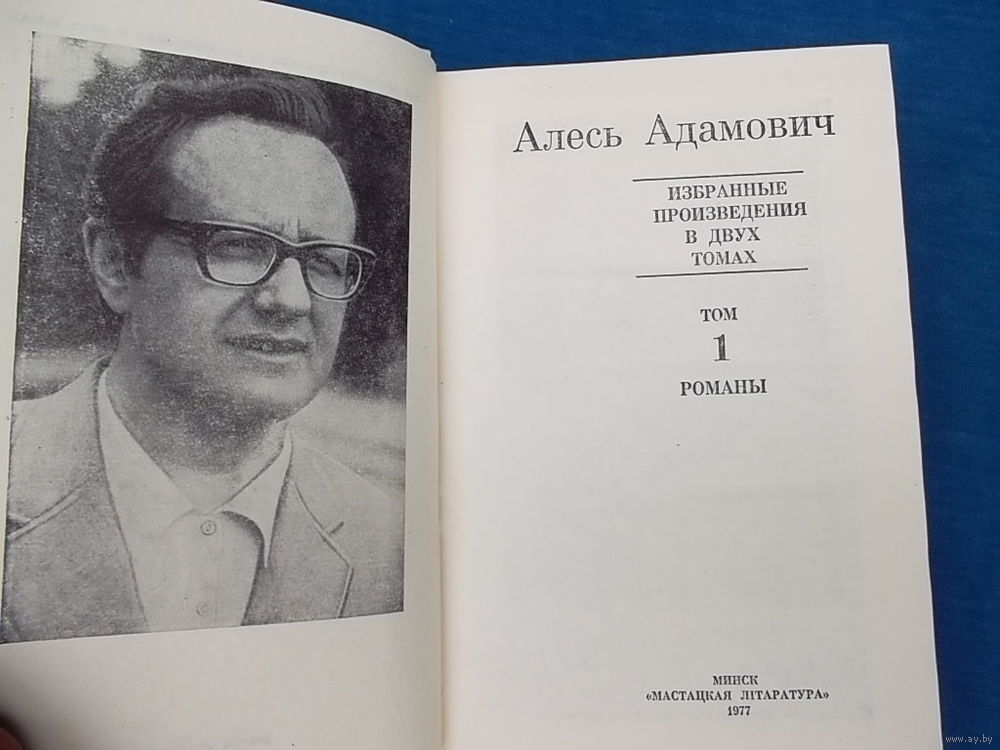 Алесь Адамович
ИЗБРАННЫЕ
ПРОИЗВЕДЕНИЯ
В ДВУХ
ТОМАХ
ТОМ
1
РОМАНЫ
МИНСК
«МАСТАЦКАЯ ЛІТАРАТУРА»
1977
www.ay.by